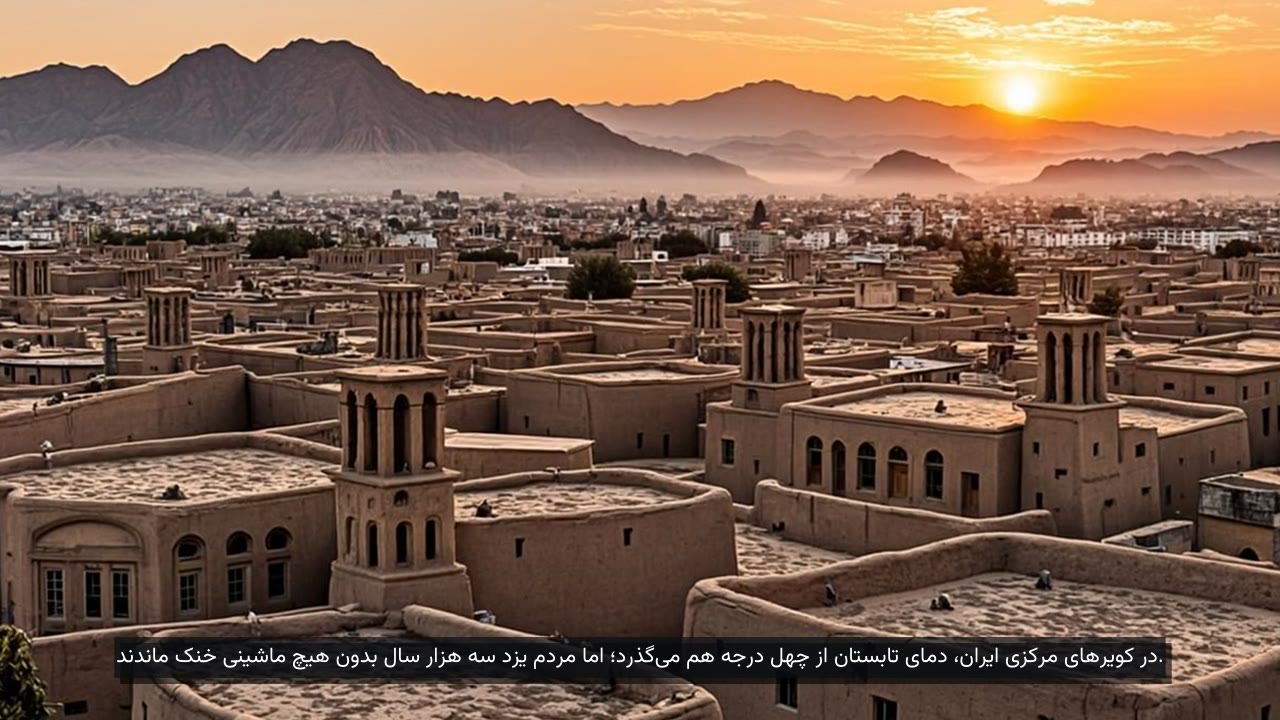 در کویرهای مرکزی ایران، دمای تابستان از چهل درجه هم می‌گذرد؛ اما مردم یزد سه هزار سال بدون هیچ ماشینی خنک ماندند.